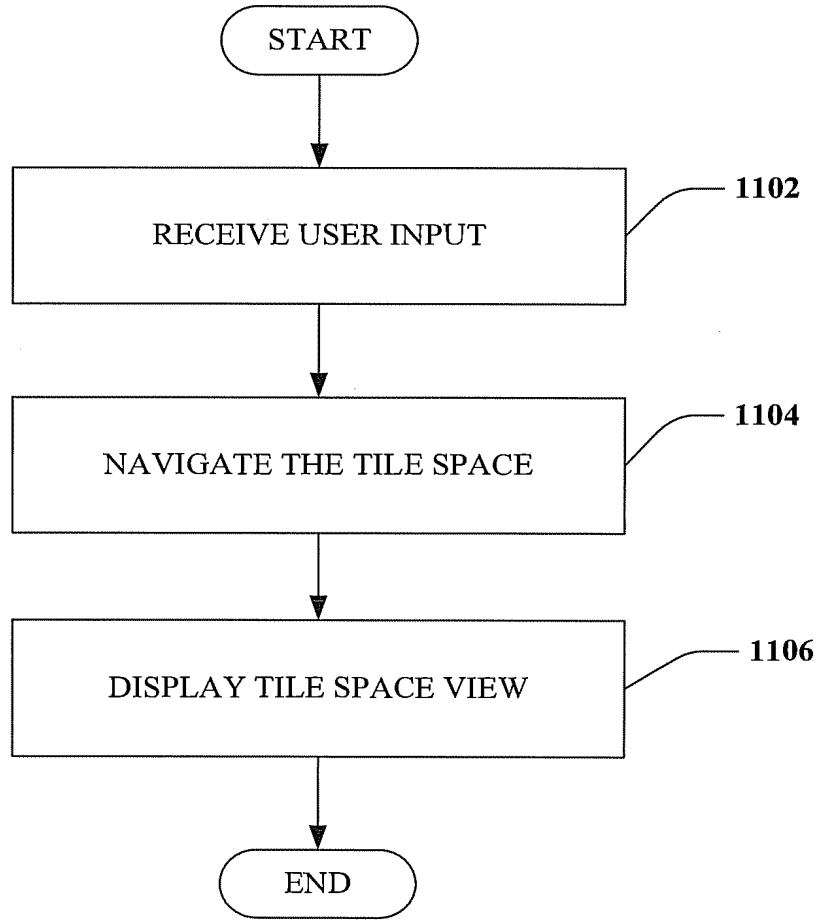 START
RECEIVE USER INPUT
1102
NAVIGATE THE TILE SPACE
1104
DISPLAY TILE SPACE VIEW
1106
END